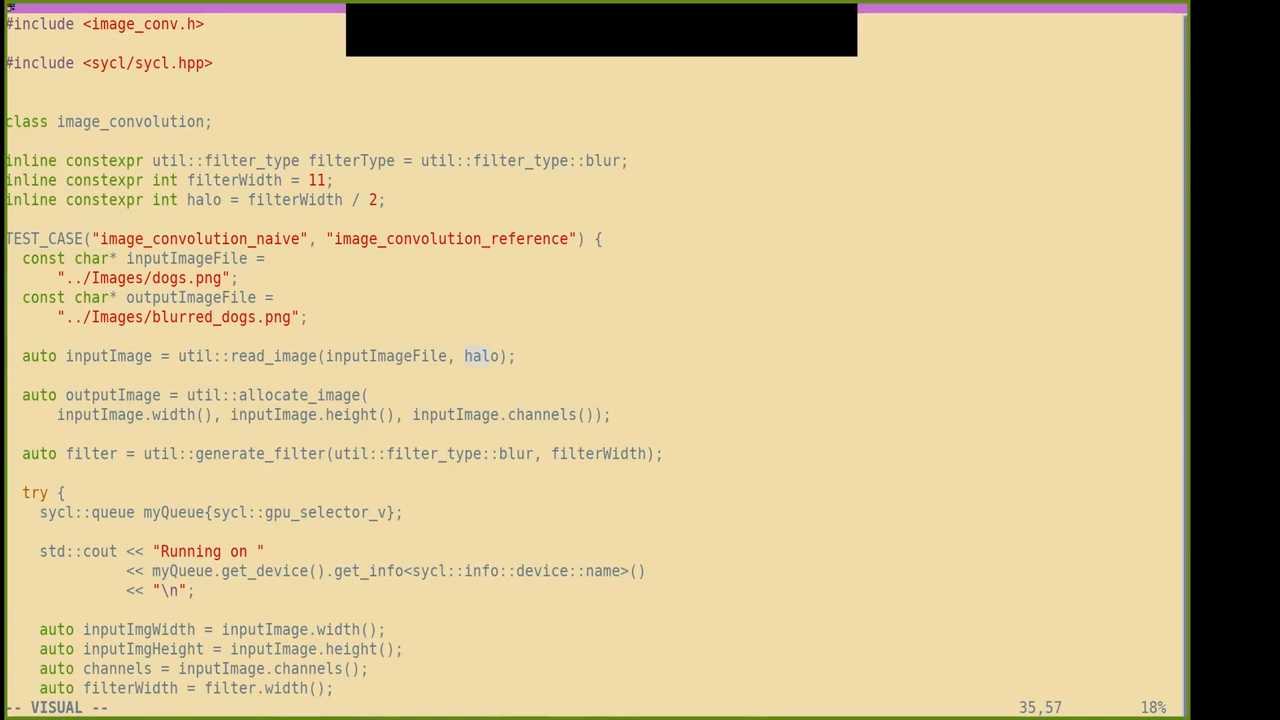 #include <image_conv.h>
#include <sycl/sycl.hpp>
class image_convolution;
inline constexpr util::filter_type filterType = util::filter_type::blur;
inline constexpr int filterWidth = 11;
inline constexpr int halo = filterWidth / 2;
TEST_CASE("image_convolution_naive", "image_convolution_reference") {
  const char* inputImageFile =
      "../Images/dogs.png";
  const char* outputImageFile =
      "../Images/blurred_dogs.png";
  auto inputImage = util::read_image(inputImageFile, halo);
  auto outputImage = util::allocate_image(
      inputImage.width(), inputImage.height(), inputImage.channels());
  auto filter = util::generate_filter(util::filter_type::blur, filterWidth);
  try {
    sycl::queue myQueue{sycl::gpu_selector_v};
    std::cout << "Running on "
              << myQueue.get_device().get_info<sycl::info::device::name>()
              << "\n";
    auto inputImgWidth = inputImage.width();
    auto inputImgHeight = inputImage.height();
    auto channels = inputImage.channels();
    auto filterWidth = filter.width();
-- VISUAL -- 35,57 18%